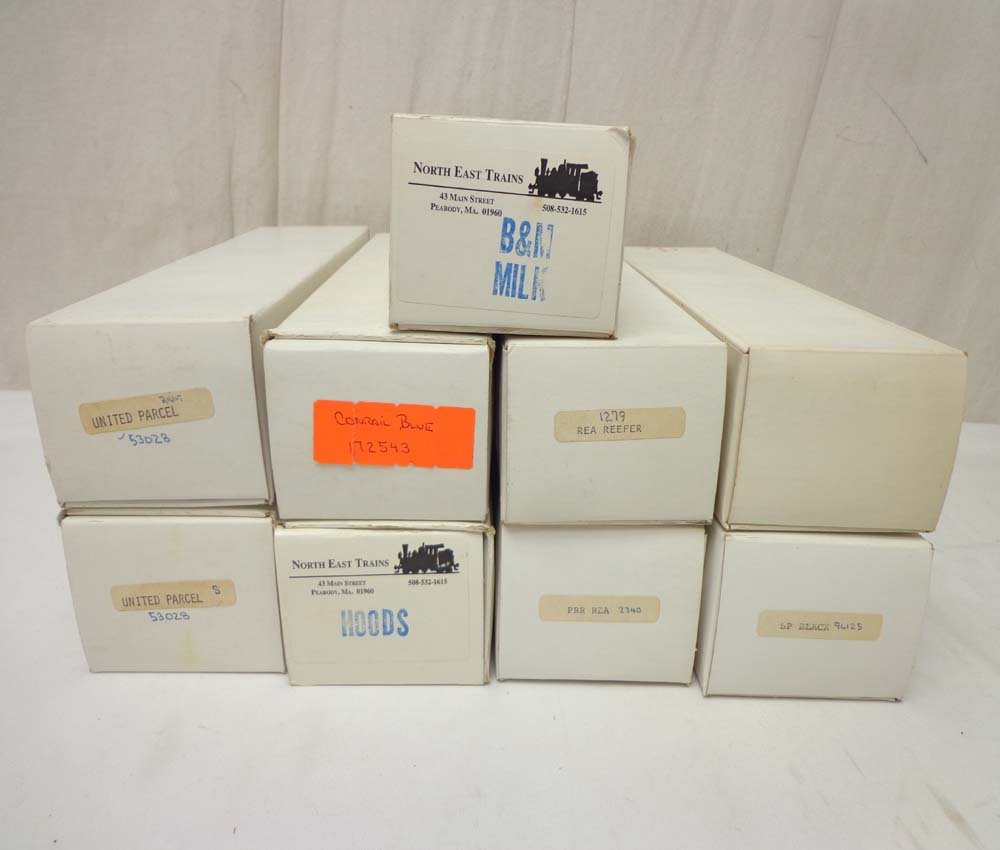 NORTH EAST TRAINS
43 MAIN STREET
PEABODY, MA. 01960
508-532-1615
B&M
MILK
UNITED PARCEL
53028
CONRAIL BLUE
172543
1279
REA REEFER
UNITED PARCEL S
53028
NORTH EAST TRAINS
43 MAIN STREET
PEABODY, MA. 01960
508-532-1615
HOODS
PRR REA 2340
SP BLACK 96125